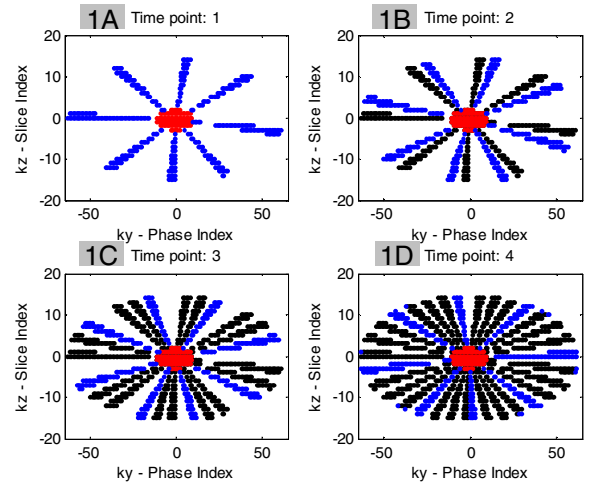 1A Time point: 1
20
10
0
-10
-20
kz - Slice Index
-50 0 50
ky - Phase Index
1B Time point: 2
20
10
0
-10
-20
kz - Slice Index
-50 0 50
ky - Phase Index
1C Time point: 3
20
10
0
-10
-20
kz - Slice Index
-50 0 50
ky - Phase Index
1D Time point: 4
20
10
0
-10
-20
kz - Slice Index
-50 0 50
ky - Phase Index